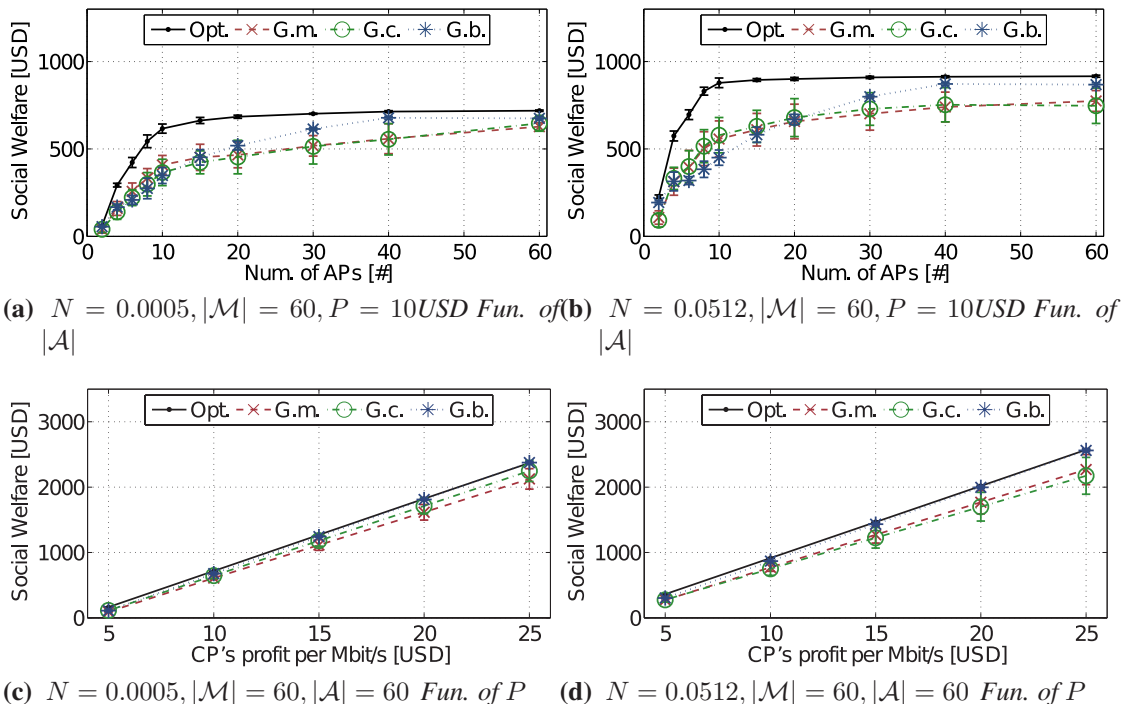 Social Welfare [USD]
1000
500
0
Opt. G.m. G.c. G.b.
0 10 20 30 40 50 60
Num. of APs [#]
(a) N = 0.0005, |M| = 60, P = 10USD Fun. of
|A|
Social Welfare [USD]
1000
500
0
Opt. G.m. G.c. G.b.
0 10 20 30 40 50 60
Num. of APs [#]
(b) N = 0.0512, |M| = 60, P = 10USD Fun. of
|A|
Social Welfare [USD]
3000
2000
1000
0
Opt. G.m. G.c. G.b.
5 10 15 20 25
CP's profit per Mbit/s [USD]
(c) N = 0.0005, |M| = 60, |A| = 60 Fun. of P
Social Welfare [USD]
3000
2000
1000
0
Opt. G.m. G.c. G.b.
5 10 15 20 25
CP's profit per Mbit/s [USD]
(d) N = 0.0512, |M| = 60, |A| = 60 Fun. of P